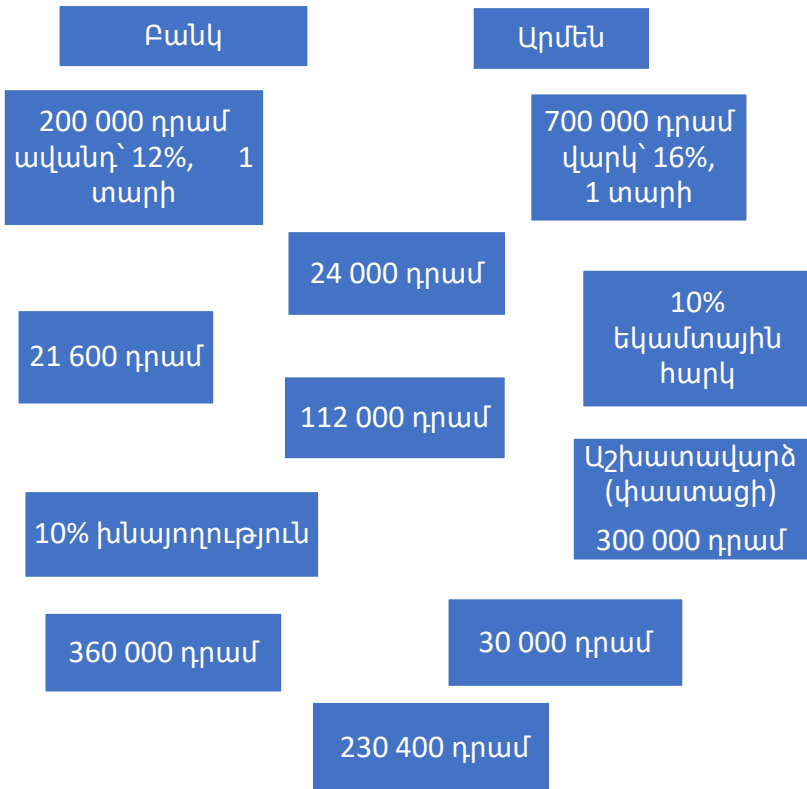 Բանկ
Արմեն
200 000 դրամ
ավանդ՝ 12%, 1
տարի
700 000 դրամ
վարկ՝ 16%,
1 տարի
24 000 դրամ
10%
եկամտային
հարկ
21 600 դրամ
112 000 դրամ
Աշխատավարձ
(փաստացի)
300 000 դրամ
10% խնայողություն
360 000 դրամ
30 000 դրամ
230 400 դրամ